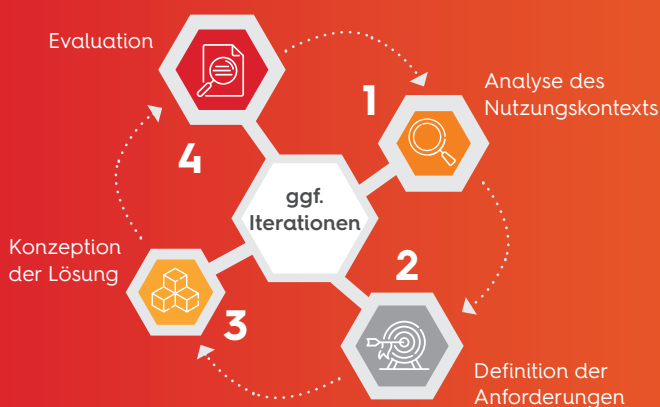 Evaluation
1
Analyse des
Nutzungskontexts
4
ggf.
Iterationen
2
Konzeption
der Lösung
3
Definition der
Anforderungen